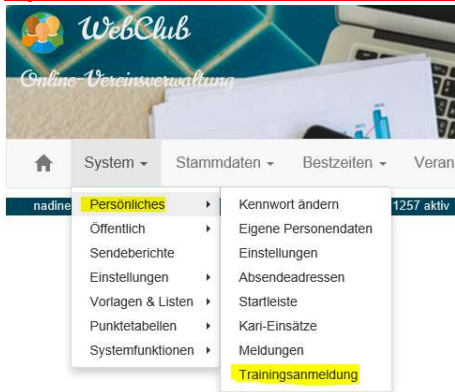 WebClub
Online-Vereinsverwaltung
System Stammdaten Bestzeiten Veran
nadine 1257 aktiv
Persönliches
Öffentlich
Sendeberichte
Einstellungen
Vorlagen & Listen
Punktetabellen
Systemfunktionen
Kennwort ändern
Eigene Personendaten
Einstellungen
Absendeadressen
Startleiste
Kari-Einsätze
Meldungen
Trainingsanmeldung